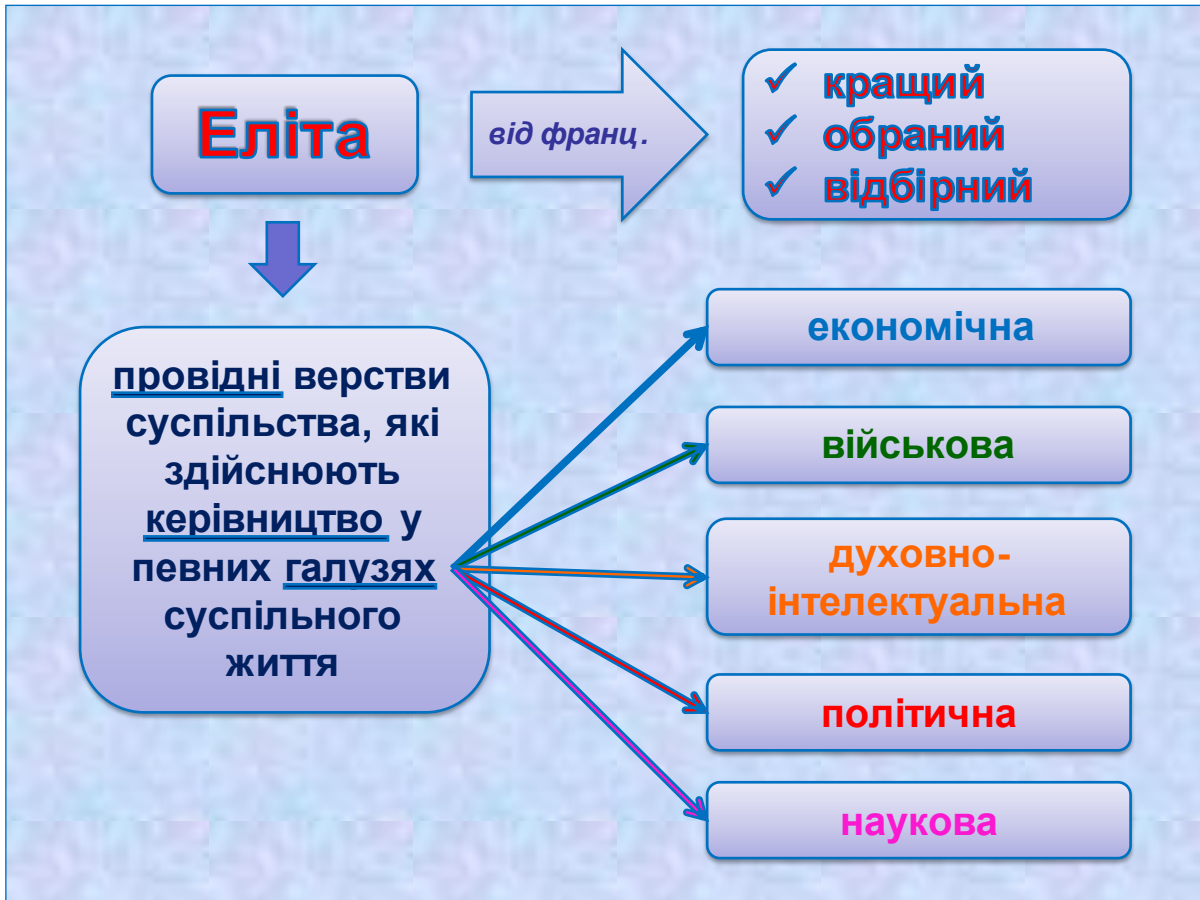 Еліта
від франц.
✓ кращий
✓ обраний
✓ відбірний
провідні верстви
суспільства, які
здійснюють
керівництво у
певних галузях
суспільного
життя
економічна
військова
духовно-
інтелектуальна
політична
наукова